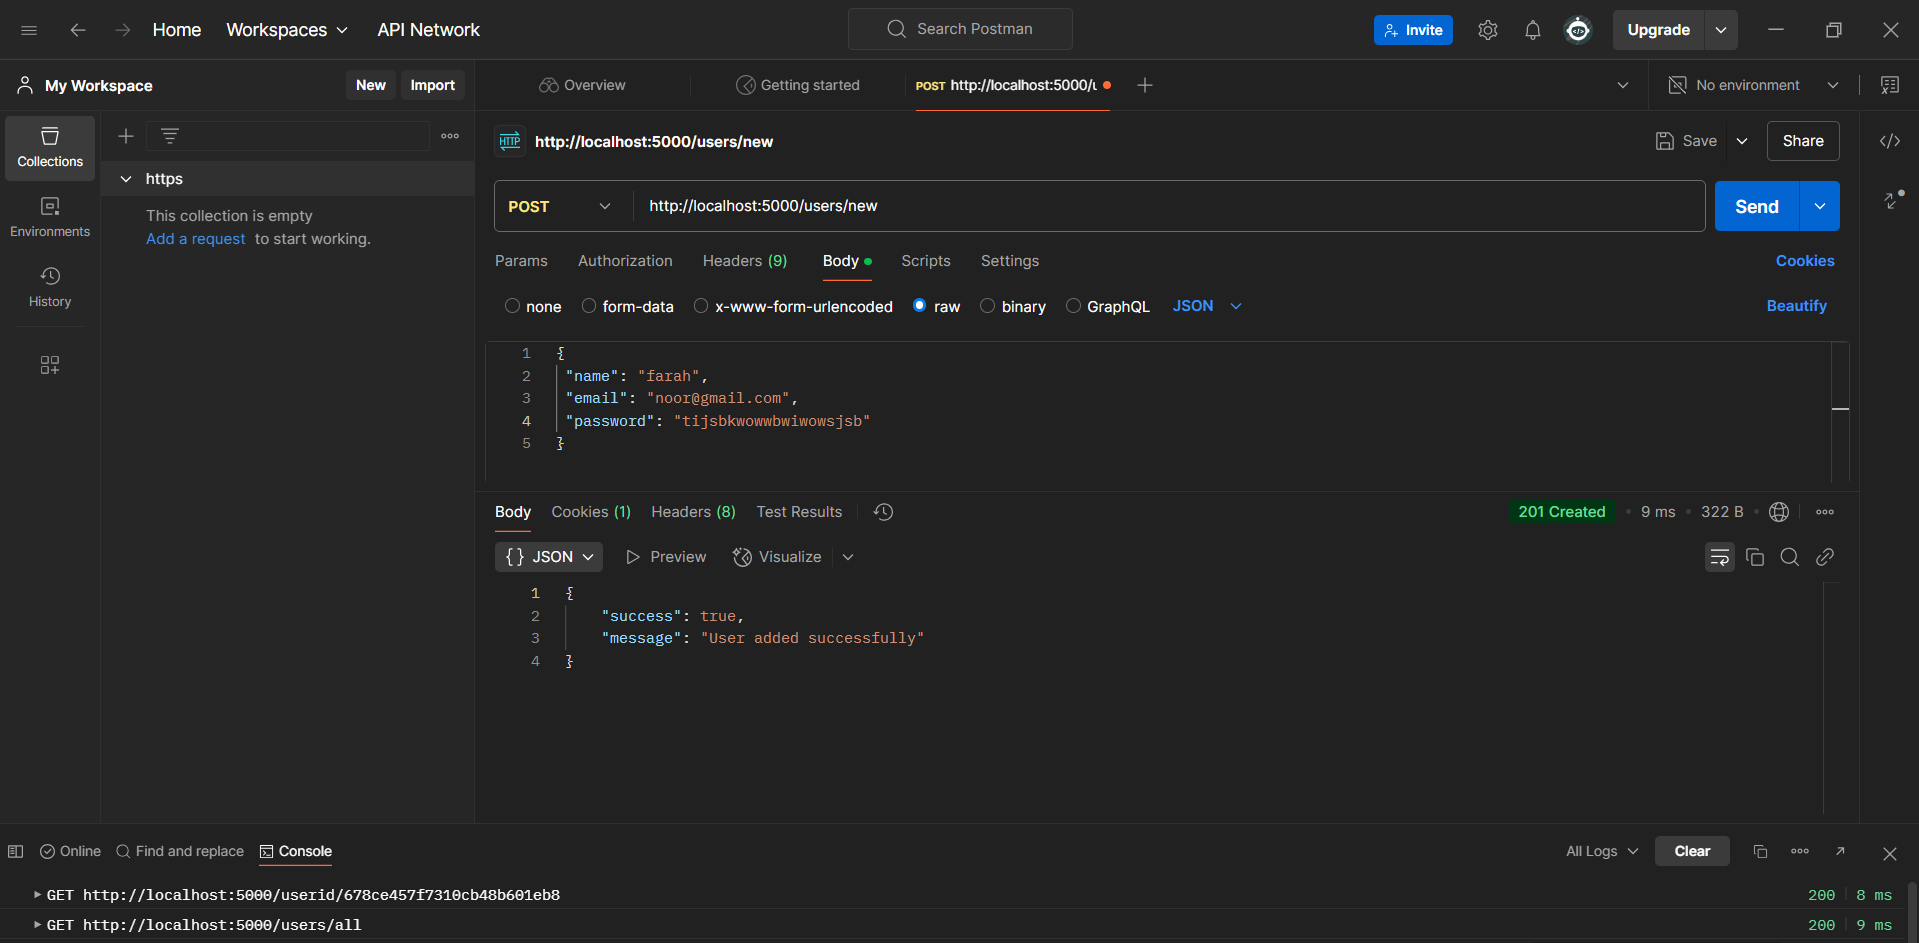 Home Workspaces API Network Search Postman Invite Upgrade
My Workspace New Import Overview Getting started POST http://localhost:5000/u No environment
Collections
Environments
History
https
This collection is empty
Add a request to start working.
HTTP http://localhost:5000/users/new Save Share
POST http://localhost:5000/users/new Send
Params Authorization Headers (9) Body Scripts Settings Cookies
none form-data x-www-form-urlencoded raw binary GraphQL JSON Beautify
1 {
2 "name": "farah",
3 "email": "noor@gmail.com",
4 "password": "tijsbkwowwbwiwowsjsb"
5 }
Body Cookies (1) Headers (8) Test Results 201 Created • 9 ms • 322 B
{} JSON Preview Visualize
1 {
2 "success": true,
3 "message": "User added successfully"
4 }
Online Find and replace Console All Logs Clear
GET http://localhost:5000/userid/678ce457f7310cb48b601eb8 200 8 ms
GET http://localhost:5000/users/all 200 9 ms